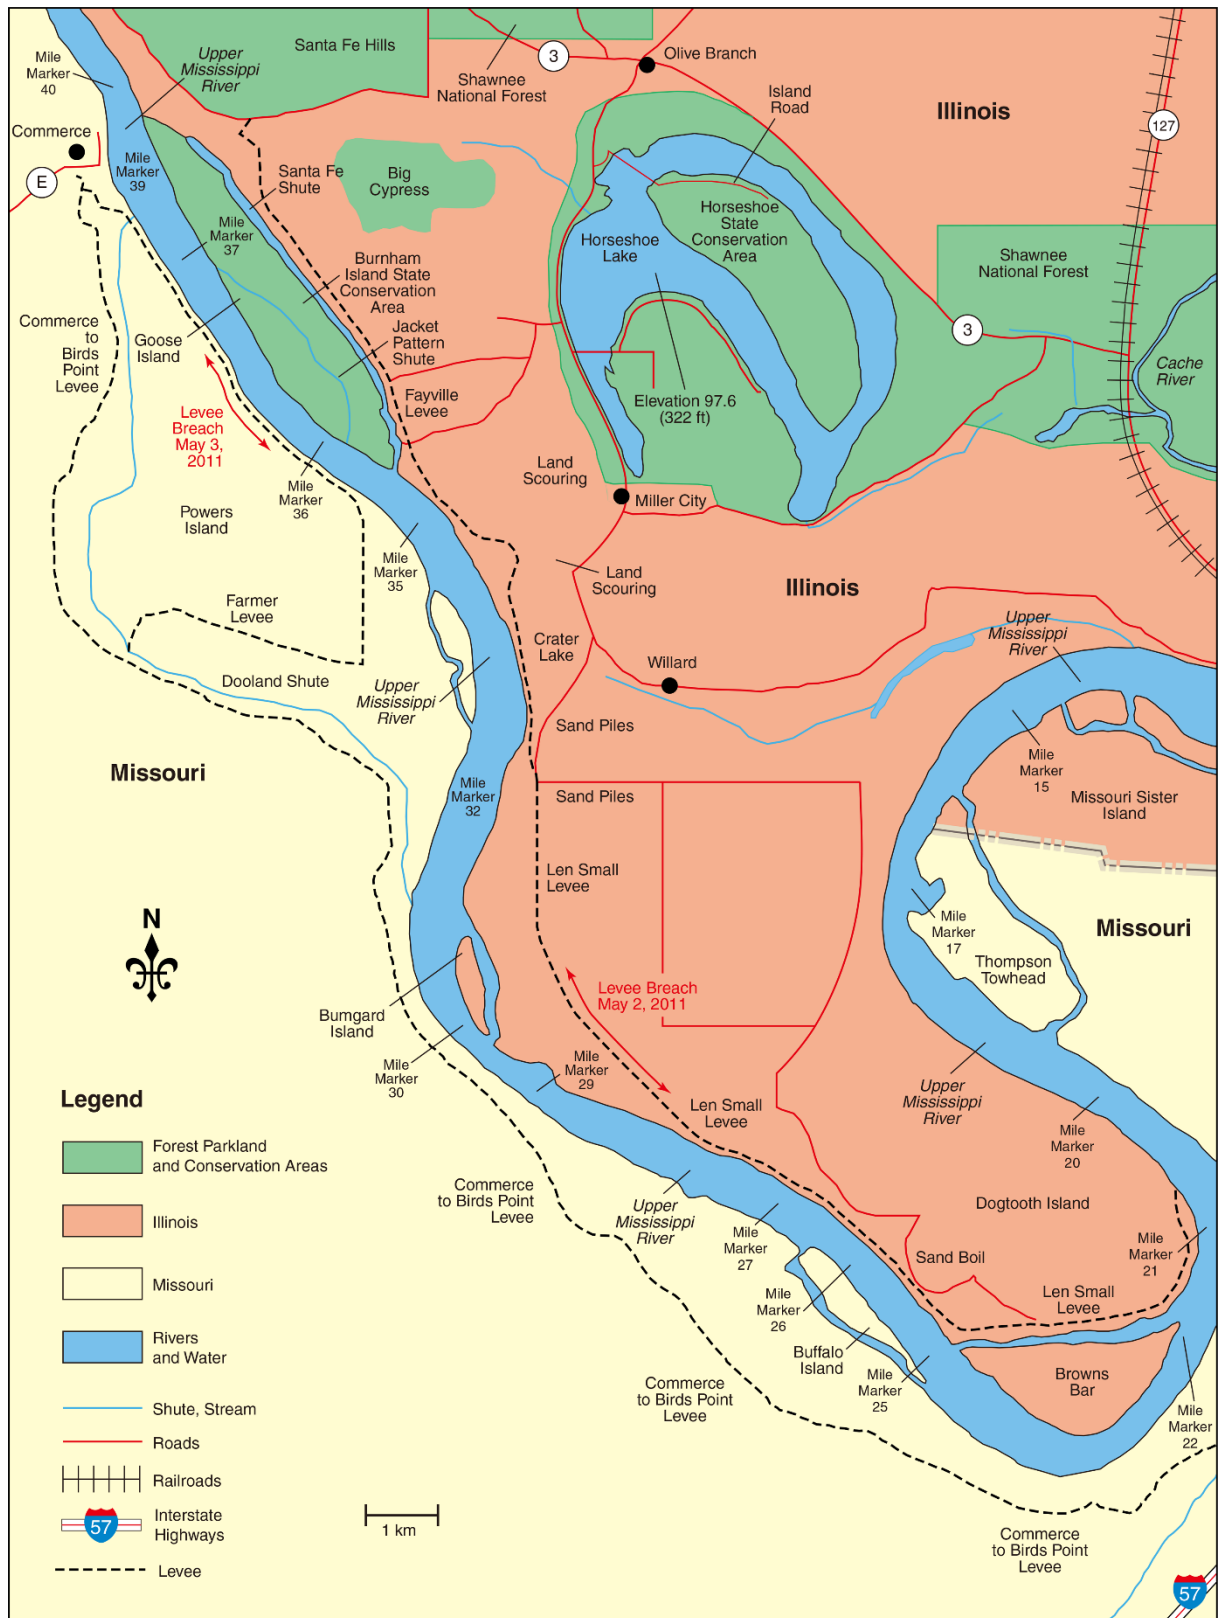 Santa Fe Hills
Upper
Mississippi
River
Mile
Marker
40
3
Olive Branch
Shawnee
National Forest
Island
Road
Illinois
127
Commerce
E
Mile
Marker
39
Santa Fe
Shute
Big
Cypress
Horseshoe
State
Conservation
Area
Horseshoe
Lake
Shawnee
National Forest
Mile
Marker
37
Burnham
Island State
Conservation
Area
Commerce
to
Birds
Point
Levee
Goose
Island
Jacket
Pattern
Shute
3
Cache
River
Levee
Breach
May 3,
2011
Fayville
Levee
Elevation 97.6
(322 ft)
Land
Scouring
Miller City
Mile
Marker
36
Powers
Island
Mile
Marker
35
Land
Scouring
Illinois
Farmer
Levee
Crater
Lake
Willard
Upper
Mississippi
River
Dooland Shute
Upper
Mississippi
River
Sand Piles
Missouri
Mile
Marker
32
Sand Piles
Mile
Marker
15
Missouri Sister
Island
Len Small
Levee
N
Mile
Marker
17
Missouri
Thompson
Towhead
Levee Breach
May 2, 2011
Bumgard
Island
Mile
Marker
30
Mile
Marker
29
Upper
Mississippi
River
Len Small
Levee
Mile
Marker
20
Legend
Forest Parkland
and Conservation Areas
Illinois
Missouri
Rivers
and Water
Shute, Stream
Roads
Railroads
57
Interstate
Highways
Levee
Commerce
to Birds Point
Levee
Upper
Mississippi
River
Mile
Marker
27
Dogtooth Island
Mile
Marker
21
Sand Boil
Len Small
Levee
Mile
Marker
26
Buffalo
Island
Mile
Marker
25
Browns
Bar
Commerce
to Birds Point
Levee
Mile
Marker
22
1 km
Commerce
to Birds Point
Levee
57